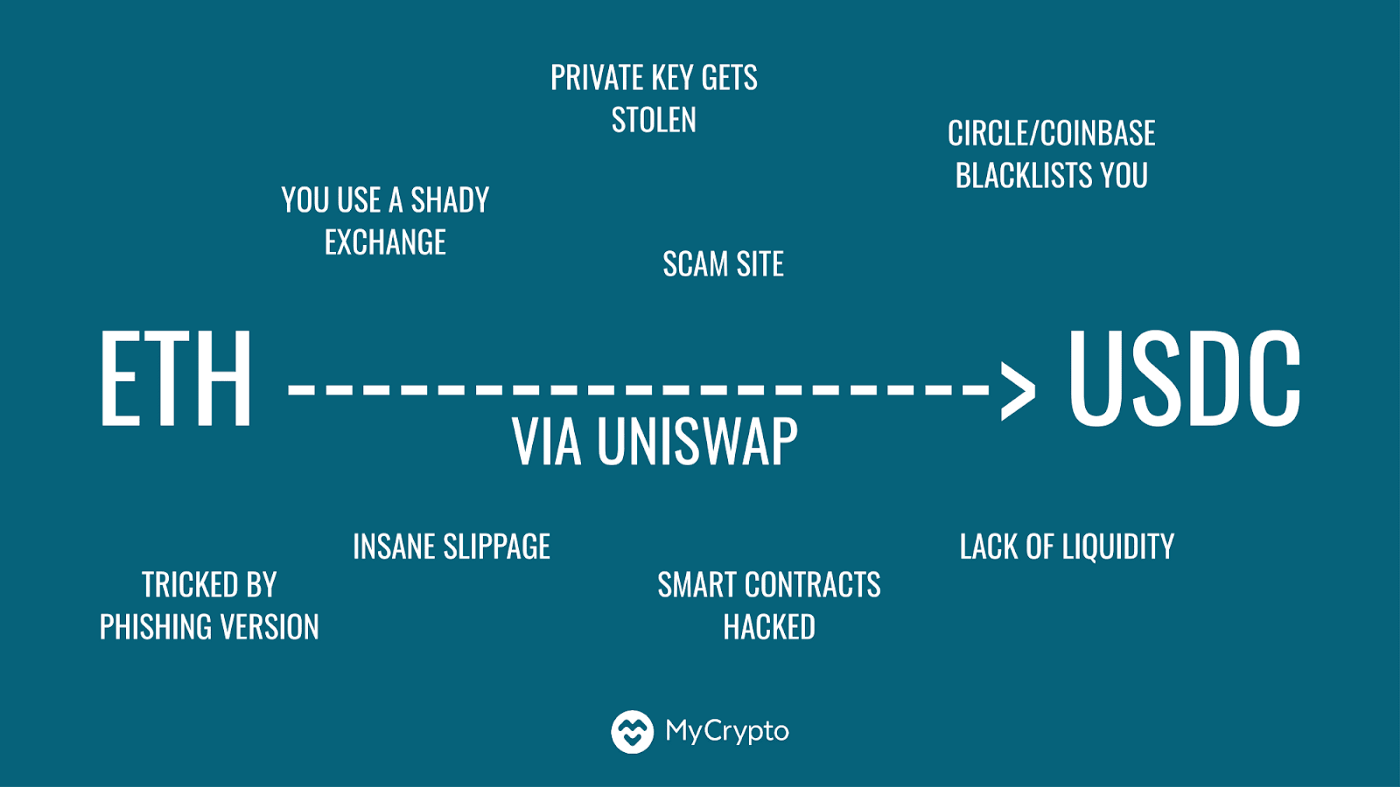 PRIVATE KEY GETS
STOLEN
CIRCLE/COINBASE
BLACKLISTS YOU
YOU USE A SHADY
EXCHANGE
SCAM SITE
ETH -------------------> USDC
VIA UNISWAP
INSANE SLIPPAGE
LACK OF LIQUIDITY
TRICKED BY
PHISHING VERSION
SMART CONTRACTS
HACKED
MyCrypto